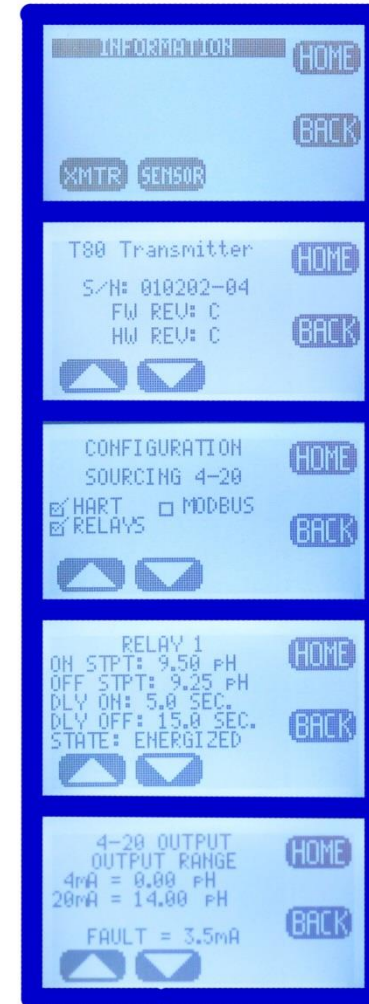 INFORMATION
HOME
BACK
XMTR SENSOR
T80 Transmitter
HOME
S/N: 010202-04
FW REV: C
HW REV: C
BACK
CONFIGURATION
HOME
SOURCING 4-20
HART MODBUS
RELAYS
BACK
RELAY 1
HOME
ON STPT: 9.50 pH
OFF STPT: 9.25 pH
DLY ON: 5.0 SEC.
DLY OFF: 15.0 SEC.
BACK
STATE: ENERGIZED
4-20 OUTPUT
HOME
OUTPUT RANGE
4mA = 0.00 pH
20mA = 14.00 pH
BACK
FAULT = 3.5mA